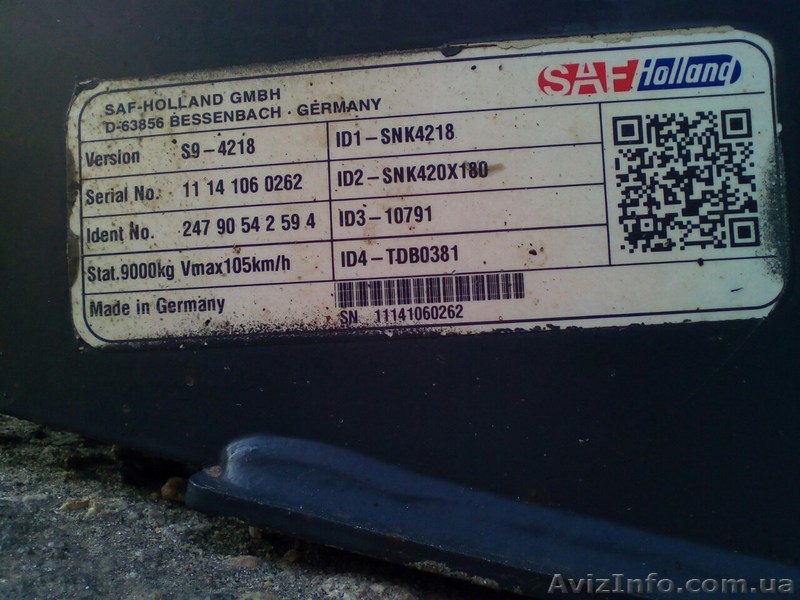 SAF-HOLLAND GMBH
D-63856 BESSENBACH · GERMANY
SAF Holland
Version S9-4218
ID1-SNK4218
Serial No. 11 14 106 0262
ID2-SNK420X180
Ident No. 247 90 54 2 59 4
ID3-10791
Stat.9000kg Vmax105km/h
ID4-TDB0381
Made in Germany
SN 11141060262
AvizInfo.com.ua